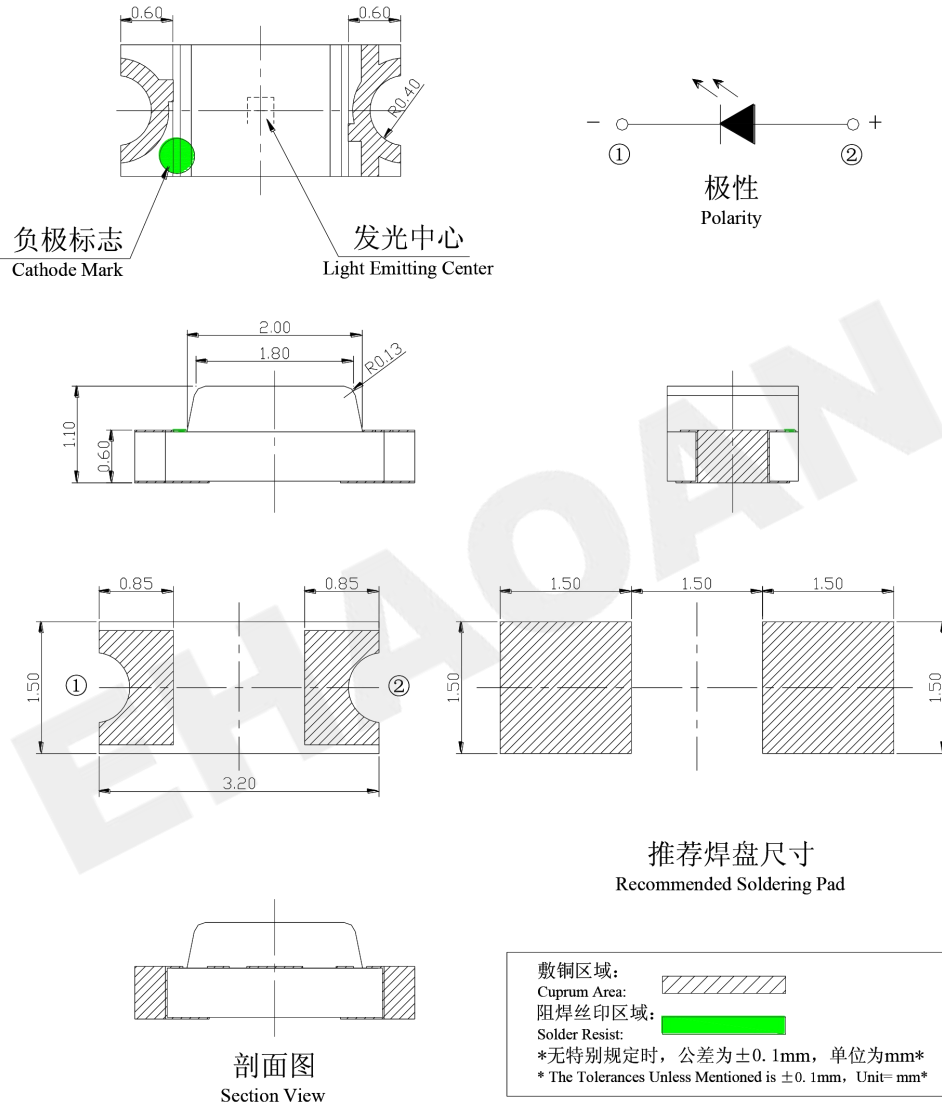 0.60
0.60
R0.40
负极标志
Cathode Mark
发光中心
Light Emitting Center
－
＋
①
②
极性
Polarity
2.00
1.80
R0.13
1.10
0.60
0.85
0.85
1.50
①
②
3.20
1.50
1.50
1.50
1.50
1.50
推荐焊盘尺寸
Recommended Soldering Pad
剖面图
Section View
敷铜区域：
Cuprum Area:
阻焊丝印区域：
Solder Resist:
*无特别规定时，公差为±0.1mm，单位为mm*
* The Tolerances Unless Mentioned is ±0.1mm，Unit= mm*
EHAOAN